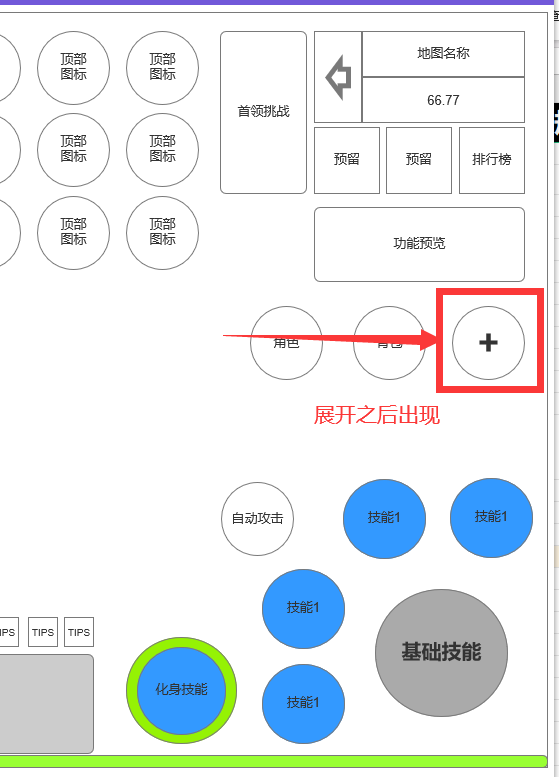 顶部
图标
顶部
图标
首领挑战
地图名称
66.77
顶部
图标
顶部
图标
预留
预留
排行榜
顶部
图标
顶部
图标
功能预览
角色
背包
+
展开之后出现
自动攻击
技能1
技能1
技能1
基础技能
TIPS
TIPS
化身技能
技能1